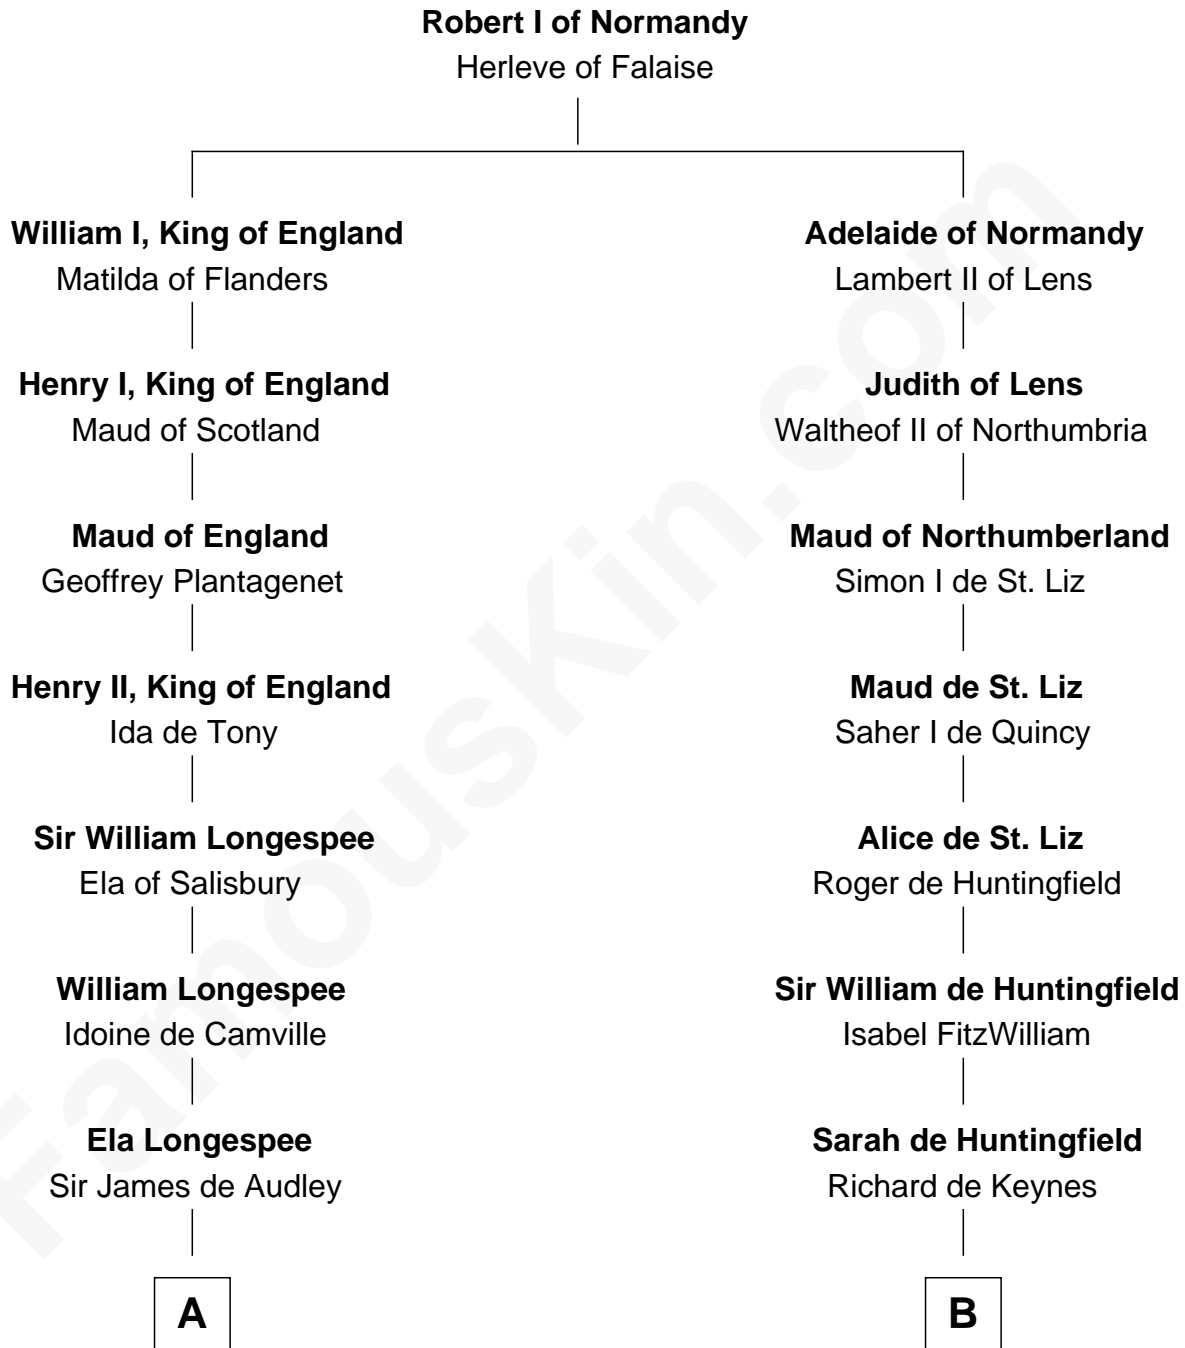 Robert I of Normandy
Herleve of Falaise
William I, King of England
Matilda of Flanders
Adelaide of Normandy
Lambert II of Lens
Henry I, King of England
Maud of Scotland
Judith of Lens
Waltheof II of Northumbria
Maud of England
Geoffrey Plantagenet
Maud of Northumberland
Simon I de St. Liz
Henry II, King of England
Ida de Tony
Maud de St. Liz
Saher I de Quincy
Sir William Longespee
Ela of Salisbury
Alice de St. Liz
Roger de Huntingfield
William Longespee
Idoine de Camville
Sir William de Huntingfield
Isabel FitzWilliam
Ela Longespee
Sir James de Audley
Sarah de Huntingfield
Richard de Keynes
A
B
FamousKin.com